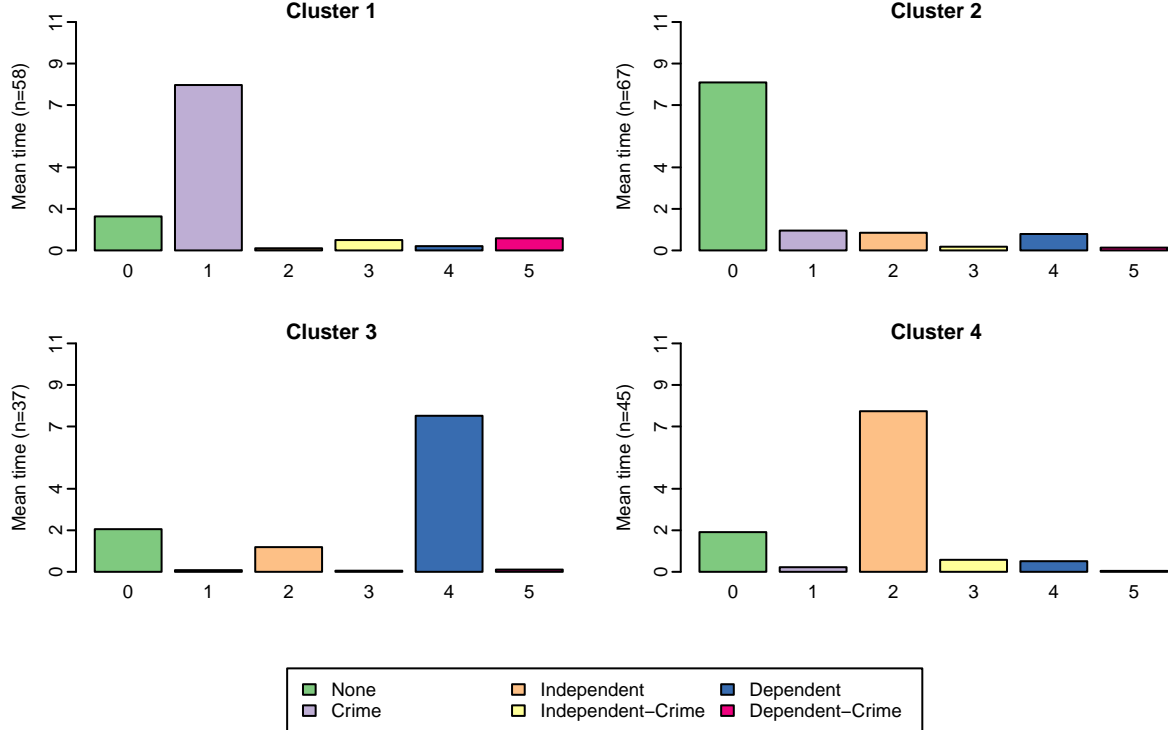 Cluster 1
Mean time (n=58)
11
9
7
4
2
0
0 1 2 3 4 5
Cluster 2
Mean time (n=67)
11
9
7
4
2
0
0 1 2 3 4 5
Cluster 3
Mean time (n=37)
11
9
7
4
2
0
0 1 2 3 4 5
Cluster 4
Mean time (n=45)
11
9
7
4
2
0
0 1 2 3 4 5
None Independent Dependent
Crime Independent−Crime Dependent−Crime